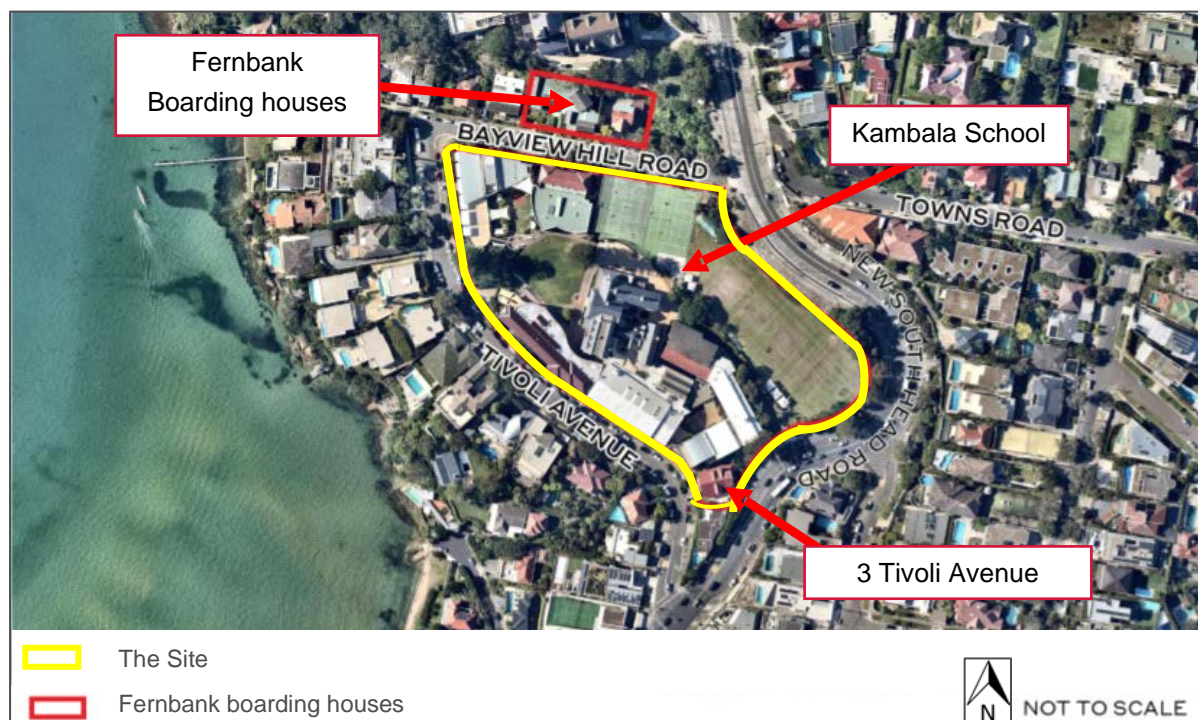 Fernbank
Boarding houses
Kambala School
BAYVIEW HILL ROAD
TOWNS ROAD
NEW SOUTH HEAD ROAD
TIVOLI AVENUE
3 Tivoli Avenue
The Site
Fernbank boarding houses
N
NOT TO SCALE